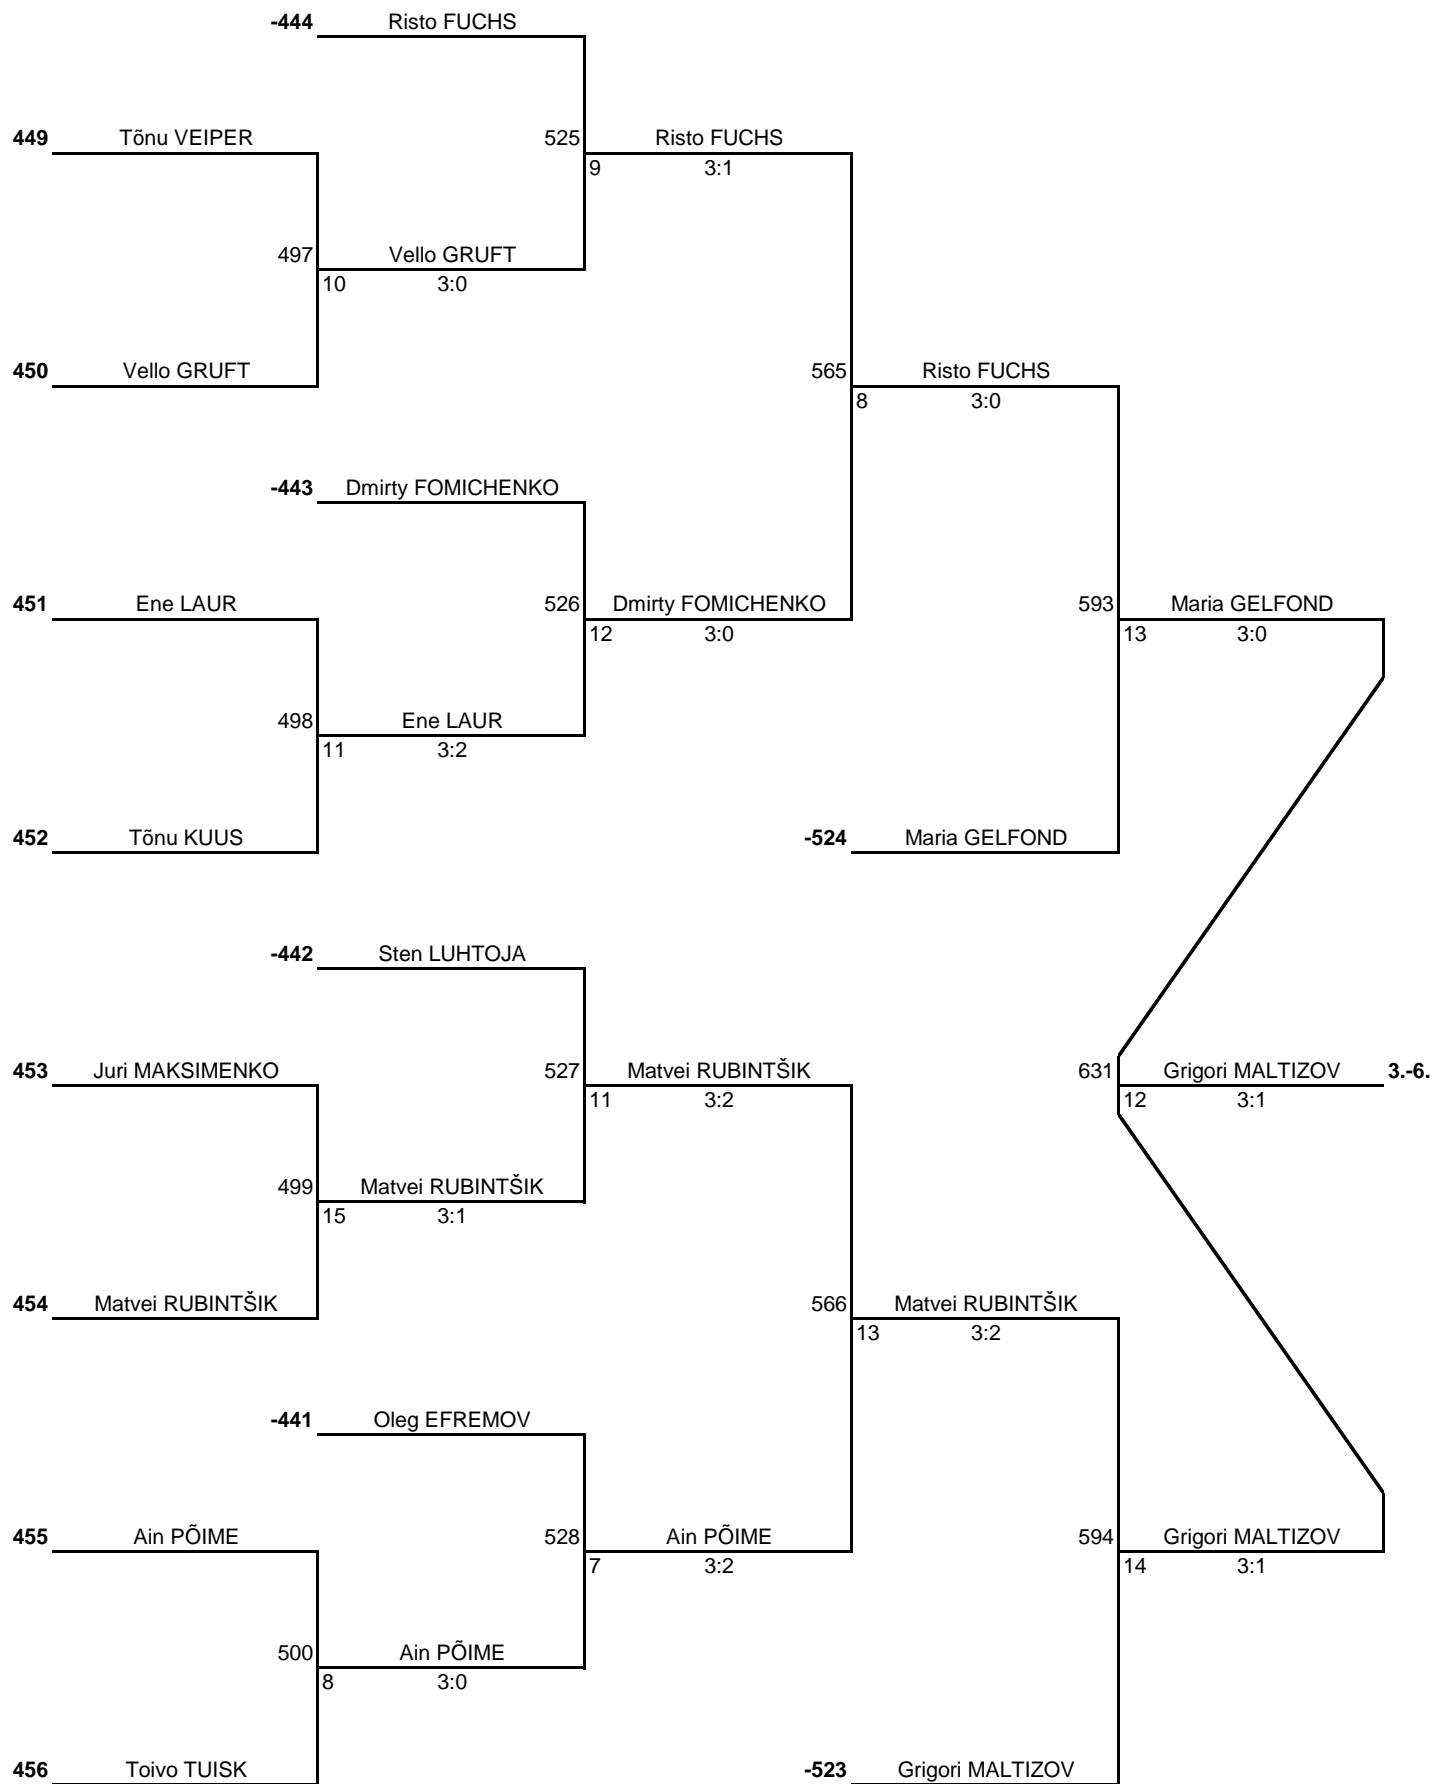 -444 Risto FUCHS
449 Tõnu VEIPER 525 Risto FUCHS
9 3:1
497 Vello GRUFT
10 3:0
450 Vello GRUFT 565 Risto FUCHS
8 3:0
-443 Dmirty FOMICHENKO
451 Ene LAUR 526 Dmirty FOMICHENKO 593 Maria GELFOND
12 3:0 13 3:0
498 Ene LAUR
11 3:2
452 Tõnu KUUS -524 Maria GELFOND
-442 Sten LUHTOJA
453 Juri MAKSIMENKO 527 Matvei RUBINTŠIK 631 Grigori MALTIZOV 3.-6.
11 3:2 12 3:1
499 Matvei RUBINTŠIK
15 3:1
454 Matvei RUBINTŠIK 566 Matvei RUBINTŠIK
13 3:2
-441 Oleg EFREMOV
455 Ain PÕIME 528 Ain PÕIME 594 Grigori MALTIZOV
7 3:2 14 3:1
500 Ain PÕIME
8 3:0
456 Toivo TUISK -523 Grigori MALTIZOV